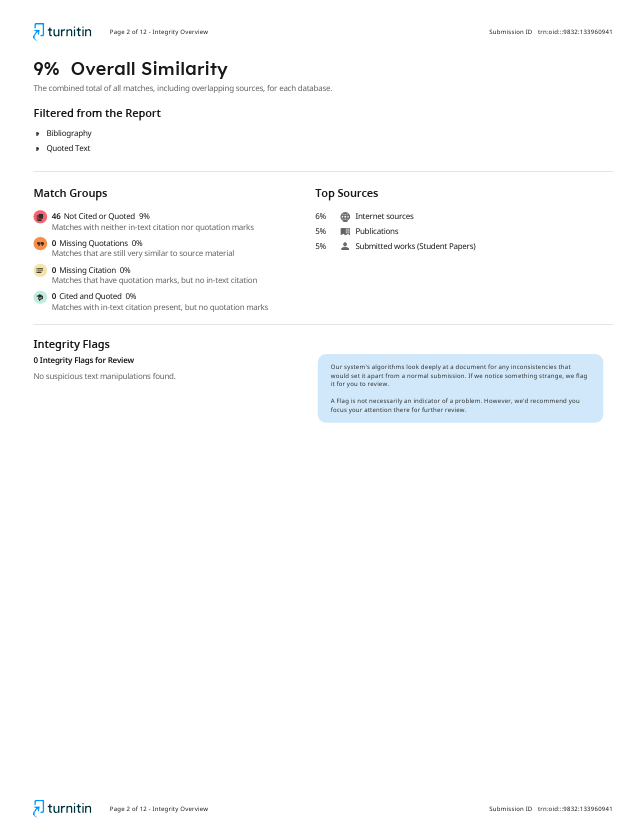 turnitin Page 2 of 12 - Integrity Overview Submission ID trn:oid:::9832:133960941
9% Overall Similarity
The combined total of all matches, including overlapping sources, for each database.
Filtered from the Report
Bibliography
Quoted Text
Match Groups
46 Not Cited or Quoted 9%
Matches with neither in-text citation nor quotation marks
0 Missing Quotations 0%
Matches that are still very similar to source material
0 Missing Citation 0%
Matches that have quotation marks, but no in-text citation
0 Cited and Quoted 0%
Matches with in-text citation present, but no quotation marks
Top Sources
6% Internet sources
5% Publications
5% Submitted works (Student Papers)
Integrity Flags
0 Integrity Flags for Review
No suspicious text manipulations found.
Our system's algorithms look deeply at a document for any inconsistencies that
would set it apart from a normal submission. If we notice something strange, we flag
it for you to review.
A Flag is not necessarily an indicator of a problem. However, we'd recommend you
focus your attention there for further review.
turnitin Page 2 of 12 - Integrity Overview Submission ID trn:oid:::9832:133960941